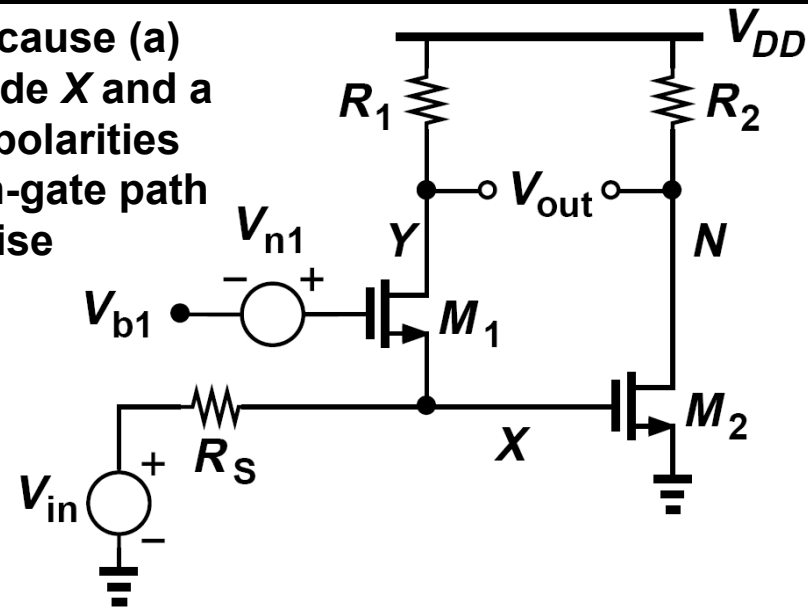 cause (a)
de X and a
polarities
n-gate path
ise
V_DD
R_1
R_2
V_out
V_n1
Y
N
− +
V_b1
M_1
R_S
X
M_2
V_in
+
−